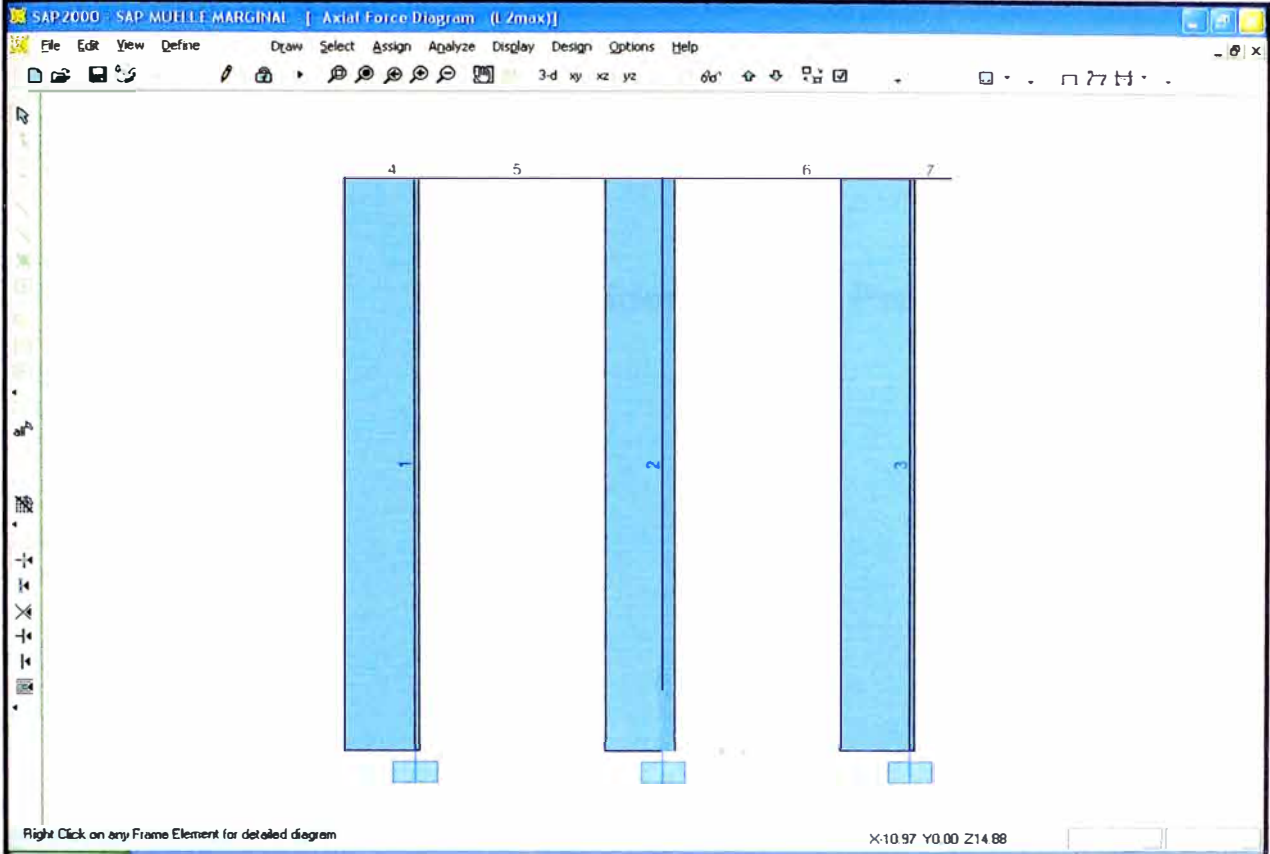 SAP2000 - SAP MUELLE MARGINAL - [ Axial Force Diagram (L2max)]
File Edit View Define Draw Select Assign Analyze Display Design Options Help
3-d xy xz yz
4 5 6 7
all
1 2 3
Right Click on any Frame Element for detailed diagram
X-10.97 Y0.00 Z14.88